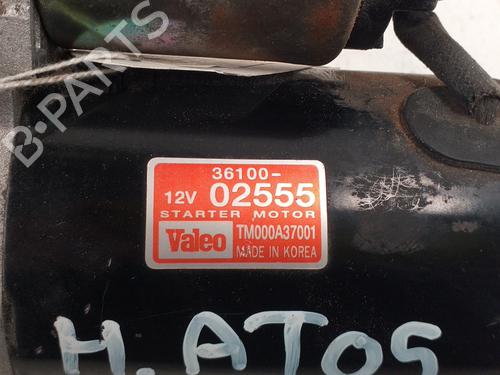 B-PARTS
36100-
12V 02555
STARTER MOTOR
Valeo TM000A37001
MADE IN KOREA
H.ATOS